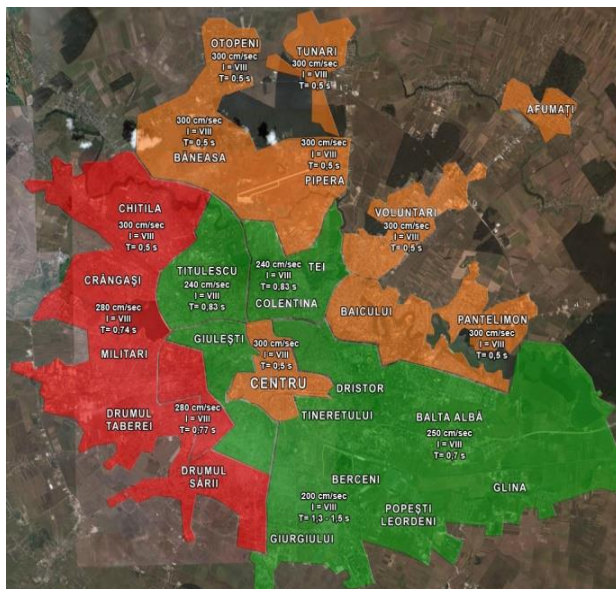 OTOPENI
300 cm/sec
I = VIII
T= 0.5 s
TUNARI
300 cm/sec
I = VIII
T= 0.5 s
AFUMAȚI
300 cm/sec
I = VIII
T= 0,5 s
BĂNEASA
300 cm/sec
I = VIII
T= 0,5 s
PIPERA
CHITILA
300 cm/sec
I = VIII
T= 0.5 s
VOLUNTARI
300 cm/sec
I = VIII
T= 0.5 s
TITULESCU
240 cm/sec
I = VIII
T= 0,83 s
240 cm/sec
I = VIII
T= 0,83 s
TEI
COLENTINA
CRÂNGAȘI
280 cm/sec
I = VIII
T= 0,74 s
MILITARI
BAICULUI
PANTELIMON
300 cm/sec
I = VIII
T= 0.5 s
GIULEȘTI
300 cm/sec
I = VIII
T= 0.5 s
CENTRU
DRISTOR
TINERETULUI
DRUMUL
TABEREI
280 cm/sec
I = VIII
T= 0,77 s
BALTA ALBĂ
250 cm/sec
I = VIII
T= 0,7 s
DRUMUL
SĂRII
BERCENI
200 cm/sec
I = VIII
T= 1,3 - 1,5 s
GLINA
POPEȘTI
LEORDENI
GIURGIULUI